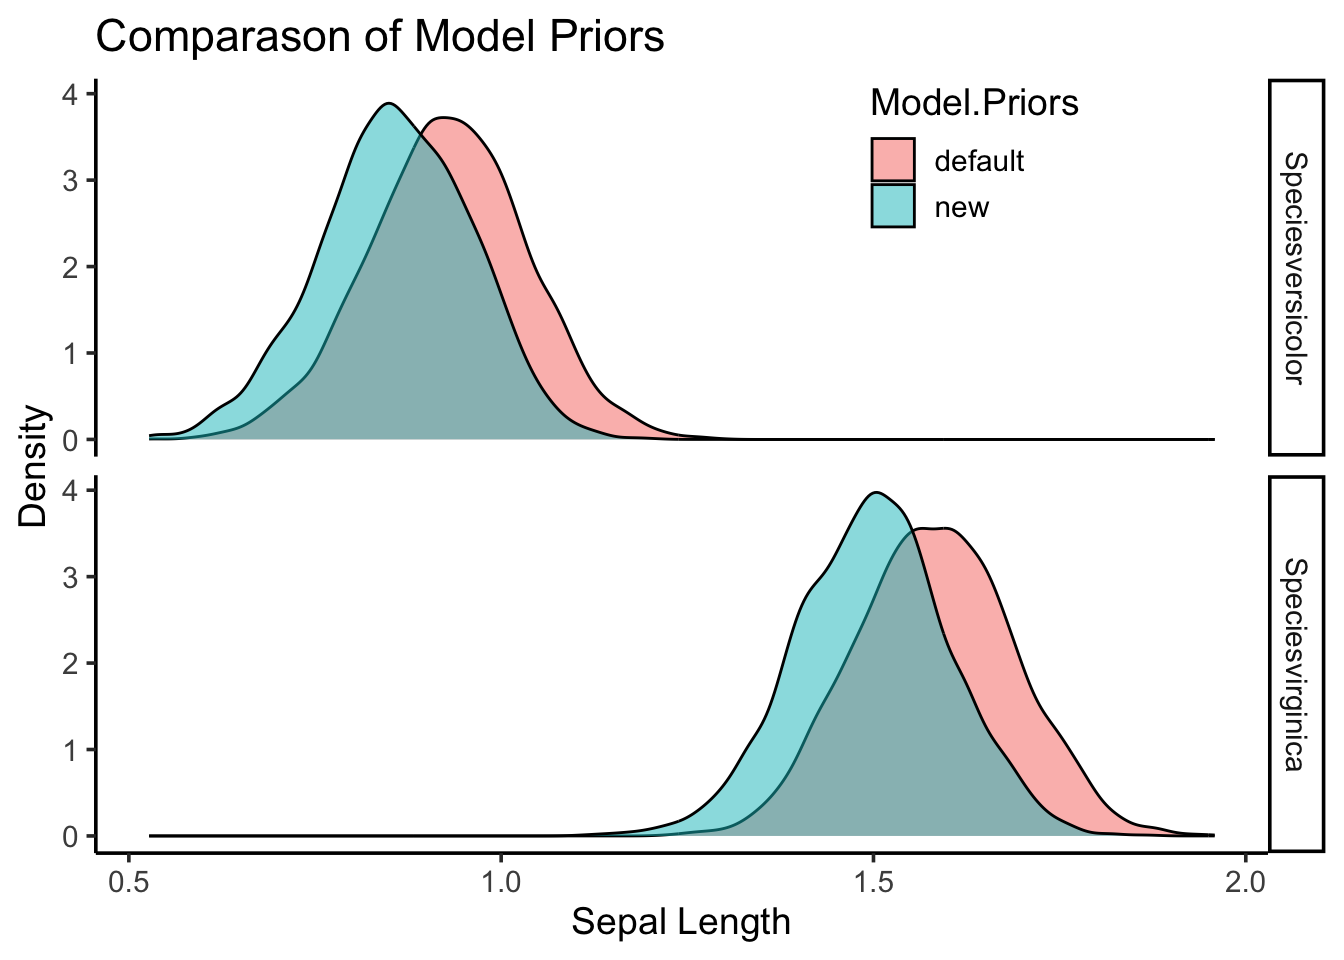 Comparason of Model Priors
Model.Priors
default
new
4
3
2
1
0
Speciesversicolor
Density
4
3
2
1
0
Speciesvirginica
0.5 1.0 1.5 2.0
Sepal Length